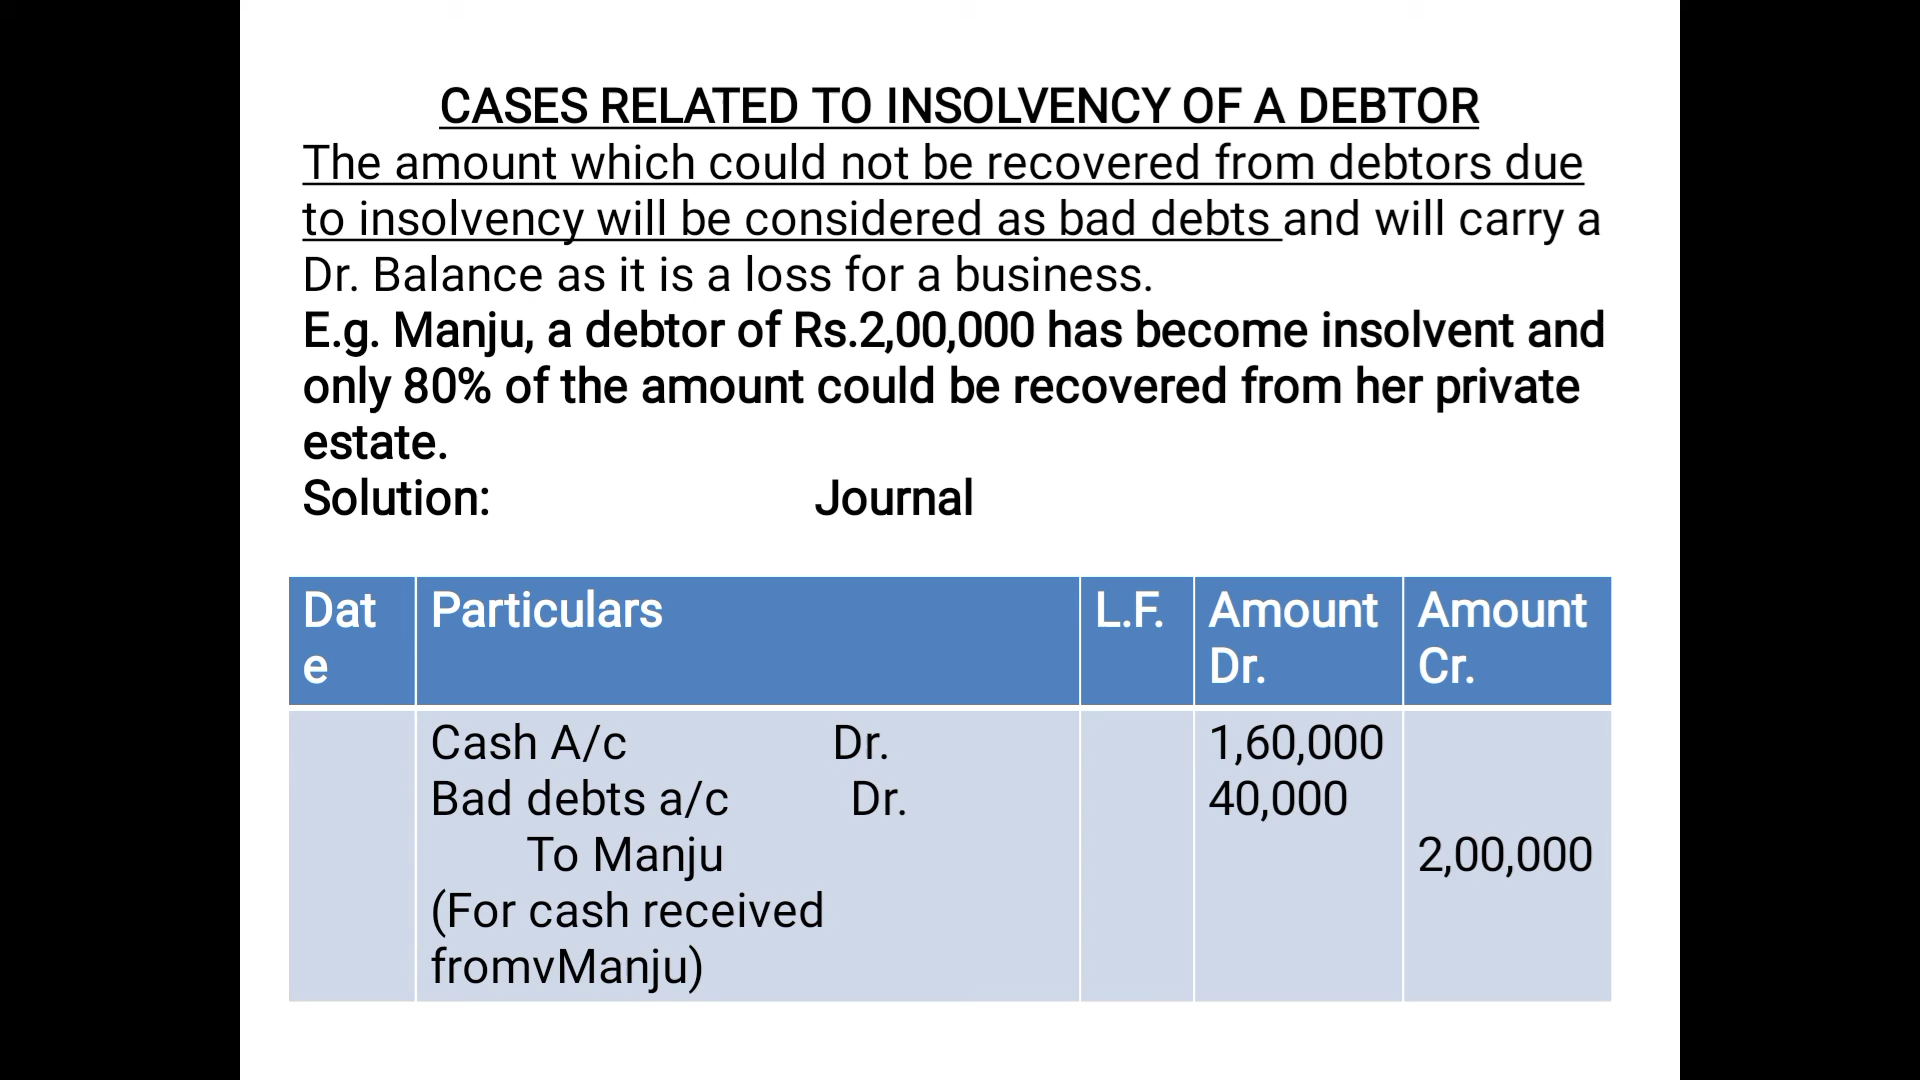 CASES RELATED TO INSOLVENCY OF A DEBTOR
The amount which could not be recovered from debtors due
to insolvency will be considered as bad debts and will carry a
Dr. Balance as it is a loss for a business.
E.g. Manju, a debtor of Rs.2,00,000 has become insolvent and
only 80% of the amount could be recovered from her private
estate.
Solution: Journal
Dat
e
Particulars
L.F.
Amount
Dr.
Amount
Cr.
Cash A/c Dr. 1,60,000
Bad debts a/c Dr. 40,000
To Manju 2,00,000
(For cash received
fromvManju)